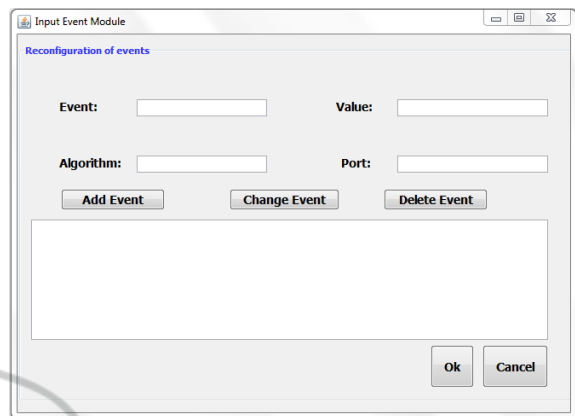 Input Event Module
Reconfiguration of events
Event: Value:
Algorithm: Port:
Add Event Change Event Delete Event
Ok Cancel